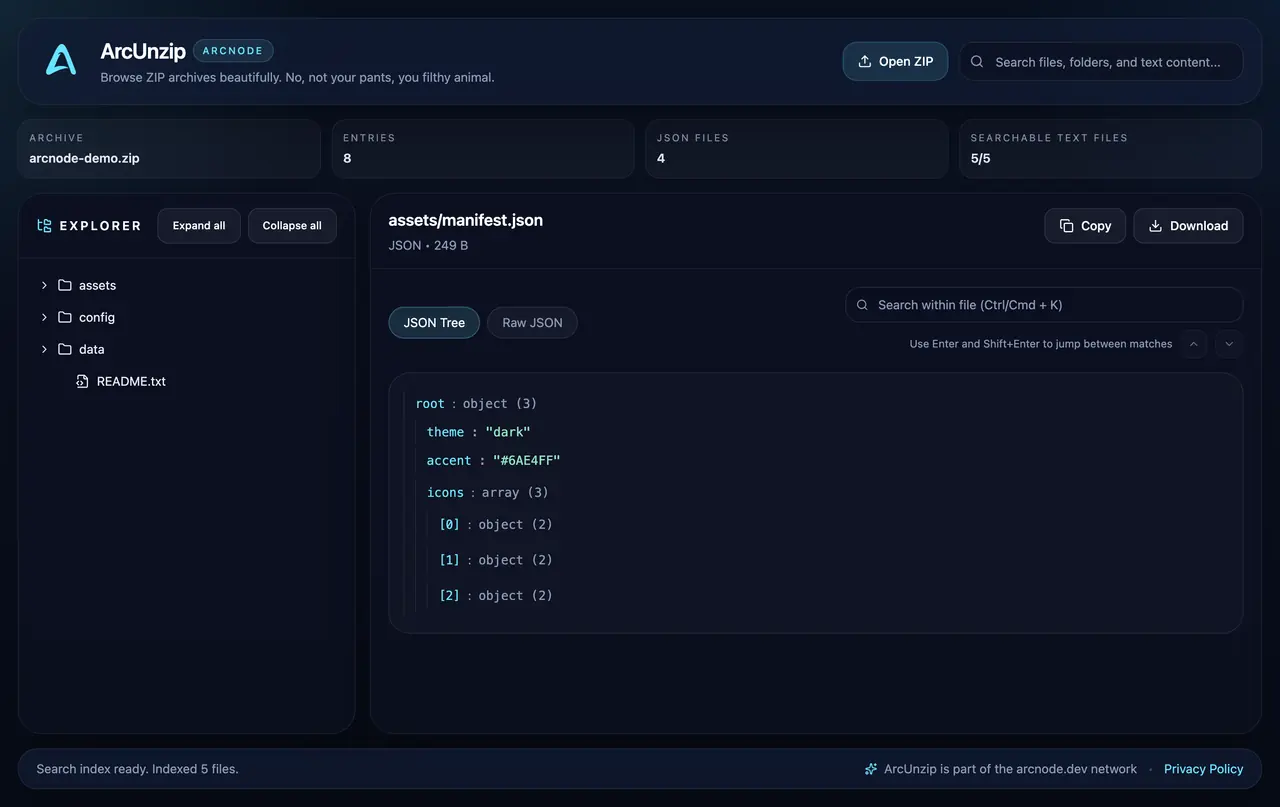 ArcUnzip ARCNODE
Browse ZIP archives beautifully. No, not your pants, you filthy animal.
Open ZIP
Search files, folders, and text content...
ARCHIVE
arcnode-demo.zip
ENTRIES
8
JSON FILES
4
SEARCHABLE TEXT FILES
5/5
EXPLORER
Expand all
Collapse all
assets
config
data
README.txt
assets/manifest.json
JSON • 249 B
Copy
Download
JSON Tree
Raw JSON
Search within file (Ctrl/Cmd + K)
Use Enter and Shift+Enter to jump between matches
root : object (3)
theme : "dark"
accent : "#6AE4FF"
icons : array (3)
[0] : object (2)
[1] : object (2)
[2] : object (2)
Search index ready. Indexed 5 files.
ArcUnzip is part of the arcnode.dev network • Privacy Policy